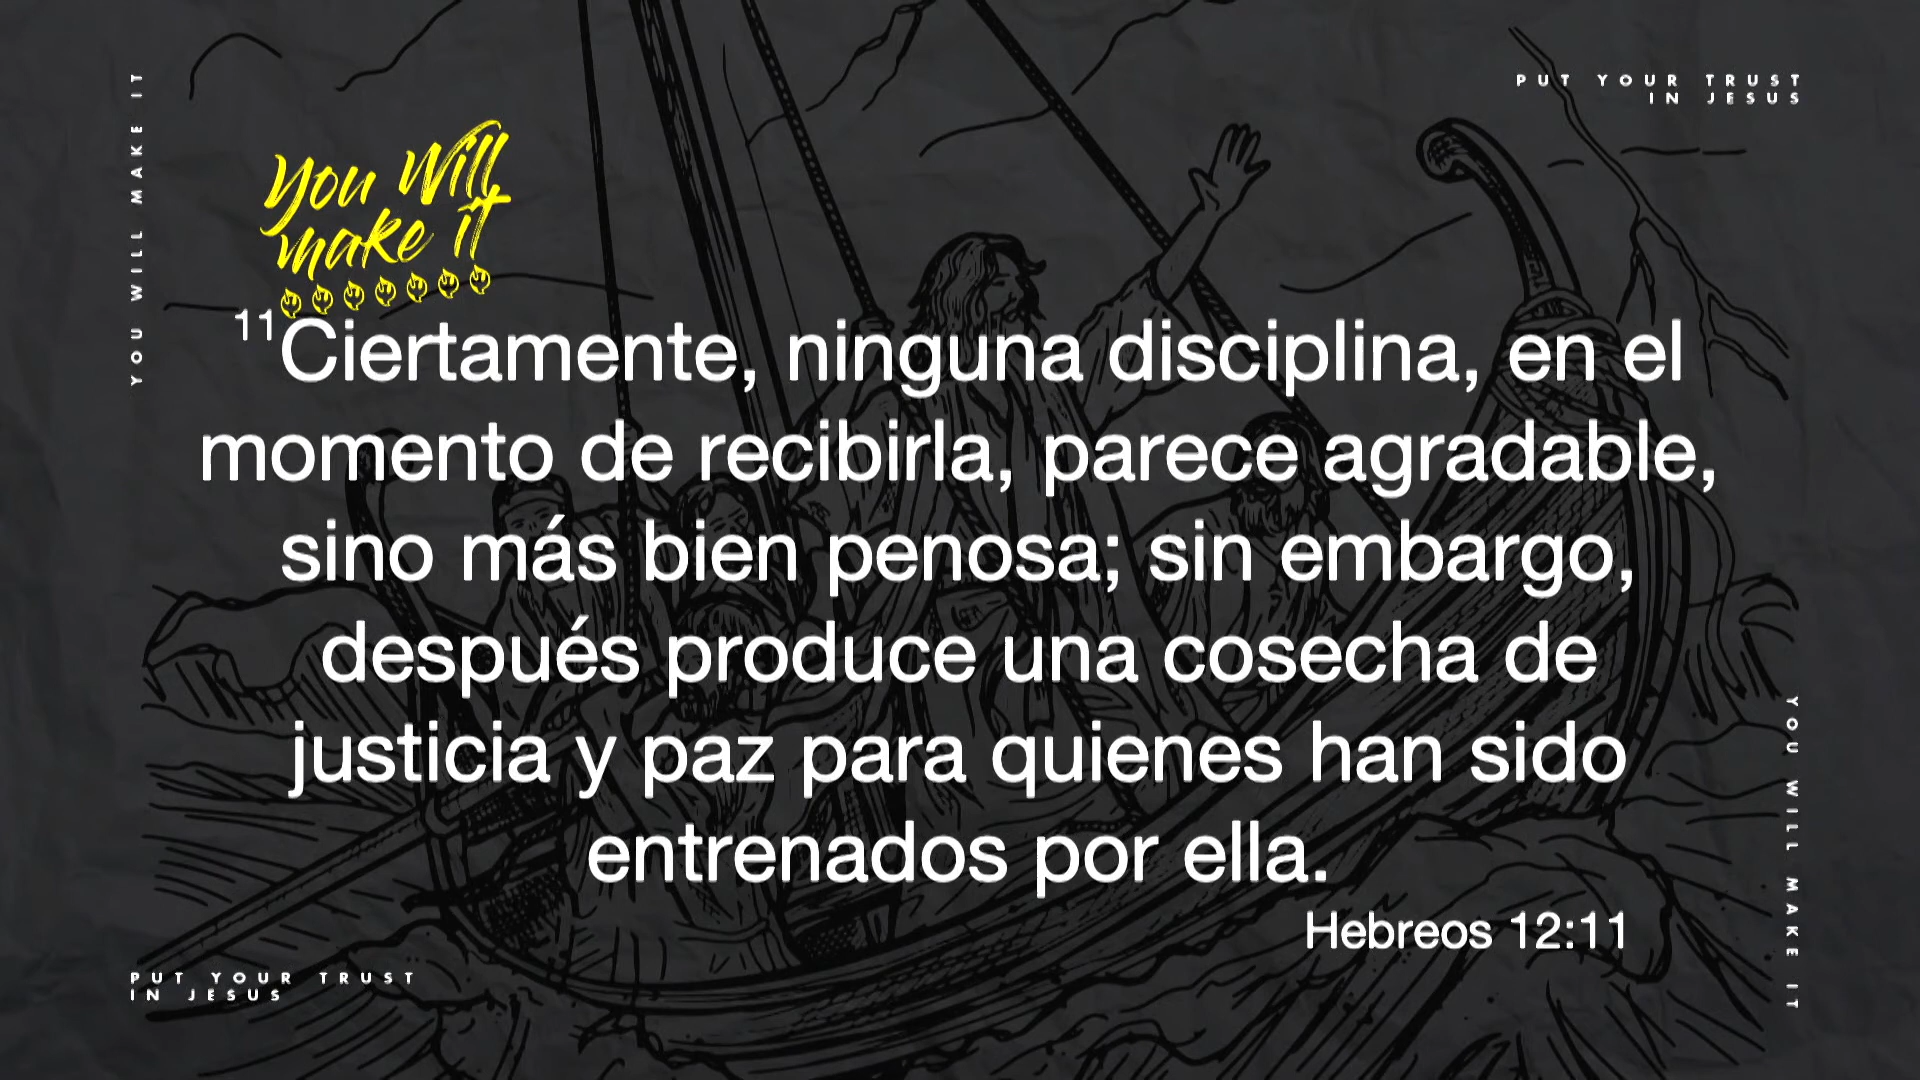 YOU WILL MAKE IT
PUT YOUR TRUST
IN JESUS
You Will
make it
11Ciertamente, ninguna disciplina, en el
momento de recibirla, parece agradable,
sino más bien penosa; sin embargo,
después produce una cosecha de
justicia y paz para quienes han sido
entrenados por ella.
Hebreos 12:11
YOU WILL MAKE IT
PUT YOUR TRUST
IN JESUS